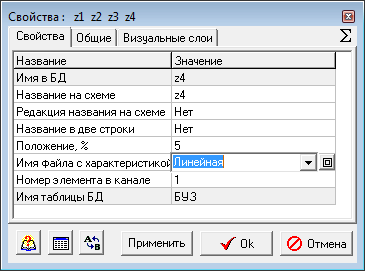 Свойства : z1 z2 z3 z4
Свойства Общие Визуальные слои Σ
Название Значение
Имя в БД z4
Название на схеме z4
Редакция названия на схеме Нет
Название в две строки Нет
Положение, % 5
Имя Файла с характеристикой Линейная
Номер элемента в канале 1
Имя таблицы БД БУЗ
Применить Ok Отмена